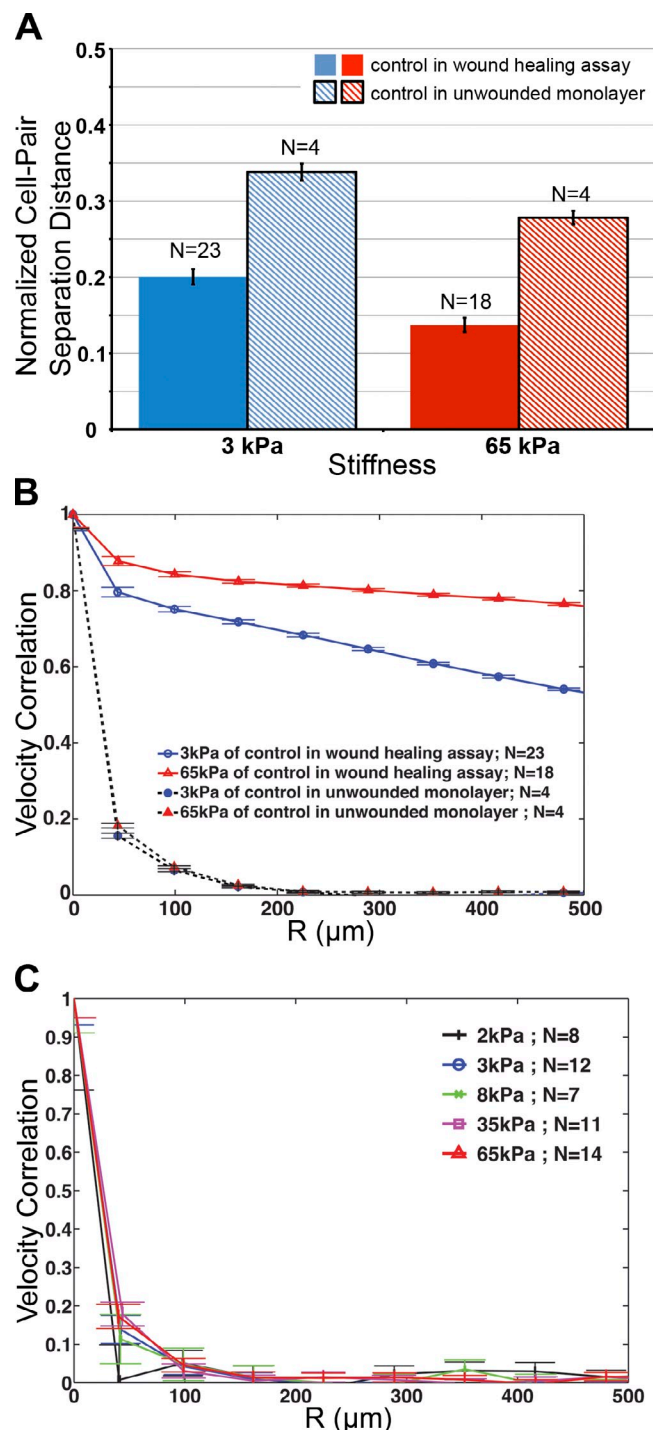 A
Normalized Cell-Pair
Separation Distance
0.5
0.4
0.3
0.2
0.1
0
control in wound healing assay
control in unwounded monolayer
N=23
N=4
N=18
N=4
3 kPa
65 kPa
Stiffness
B
Velocity Correlation
1
0.8
0.6
0.4
0.2
0
3kPa of control in wound healing assay; N=23
65kPa of control in wound healing assay; N=18
3kPa of control in unwounded monolayer; N=4
65kPa of control in unwounded monolayer ; N=4
0
100
200
300
400
500
R (µm)
C
Velocity Correlation
1
0.9
0.8
0.7
0.6
0.5
0.4
0.3
0.2
0.1
0
2kPa ; N=8
3kPa ; N=12
8kPa ; N=7
35kPa ; N=11
65kPa ; N=14
0
100
200
300
400
500
R (µm)